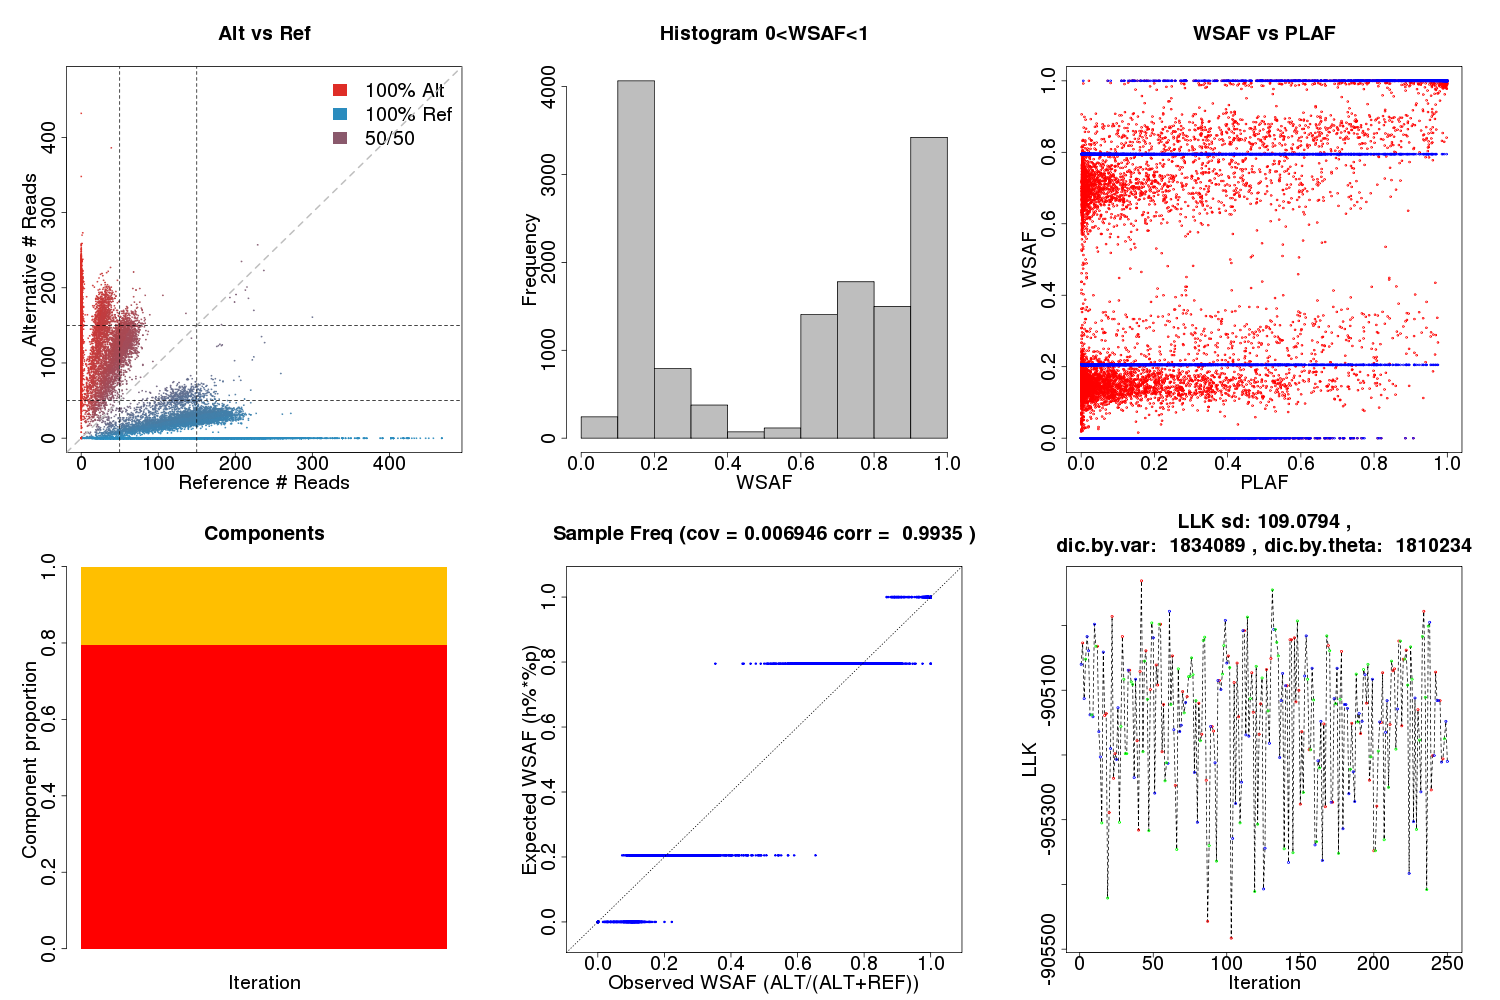 Alt vs Ref
100% Alt
100% Ref
50/50
Alternative # Reads
0 100 200 300 400
0 100 200 300 400
Reference # Reads
Histogram 0<WSAF<1
Frequency
0 1000 2000 3000 4000
0.0 0.2 0.4 0.6 0.8 1.0
WSAF
WSAF vs PLAF
WSAF
0.0 0.2 0.4 0.6 0.8 1.0
0.0 0.2 0.4 0.6 0.8 1.0
PLAF
Components
Component proportion
0.0 0.2 0.4 0.6 0.8 1.0
Iteration
Sample Freq (cov = 0.006946 corr = 0.9935 )
Expected WSAF (h%*%p)
0.0 0.2 0.4 0.6 0.8 1.0
0.0 0.2 0.4 0.6 0.8 1.0
Observed WSAF (ALT/(ALT+REF))
LLK sd: 109.0794 ,
dic.by.var: 1834089 , dic.by.theta: 1810234
LLK
-905500 -905300 -905100
0 50 100 150 200 250
Iteration